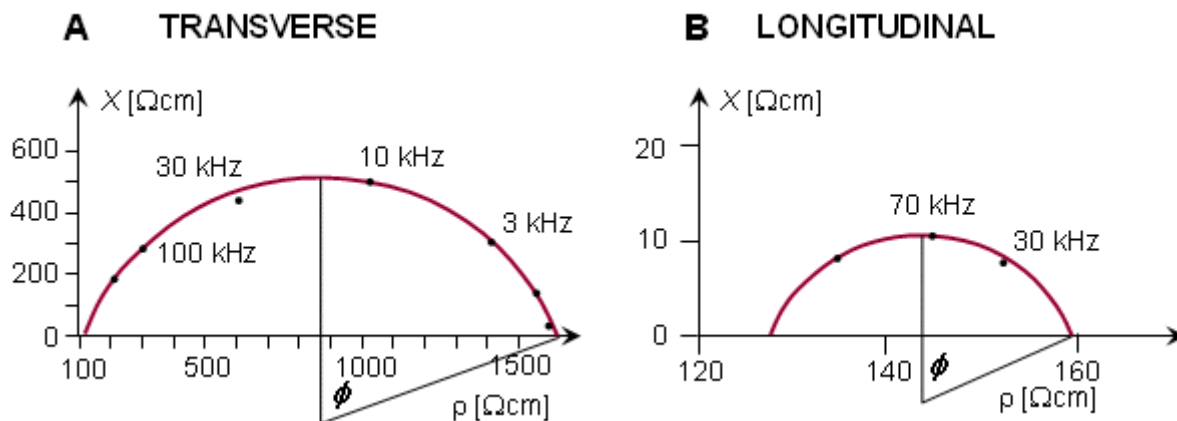 A TRANSVERSE
X [Ωcm]
600
400
200
0
30 kHz
10 kHz
100 kHz
3 kHz
100 500 1000 1500
ϕ
ρ [Ωcm]
B LONGITUDINAL
X [Ωcm]
20
10
0
70 kHz
30 kHz
120 140 160
ϕ
ρ [Ωcm]